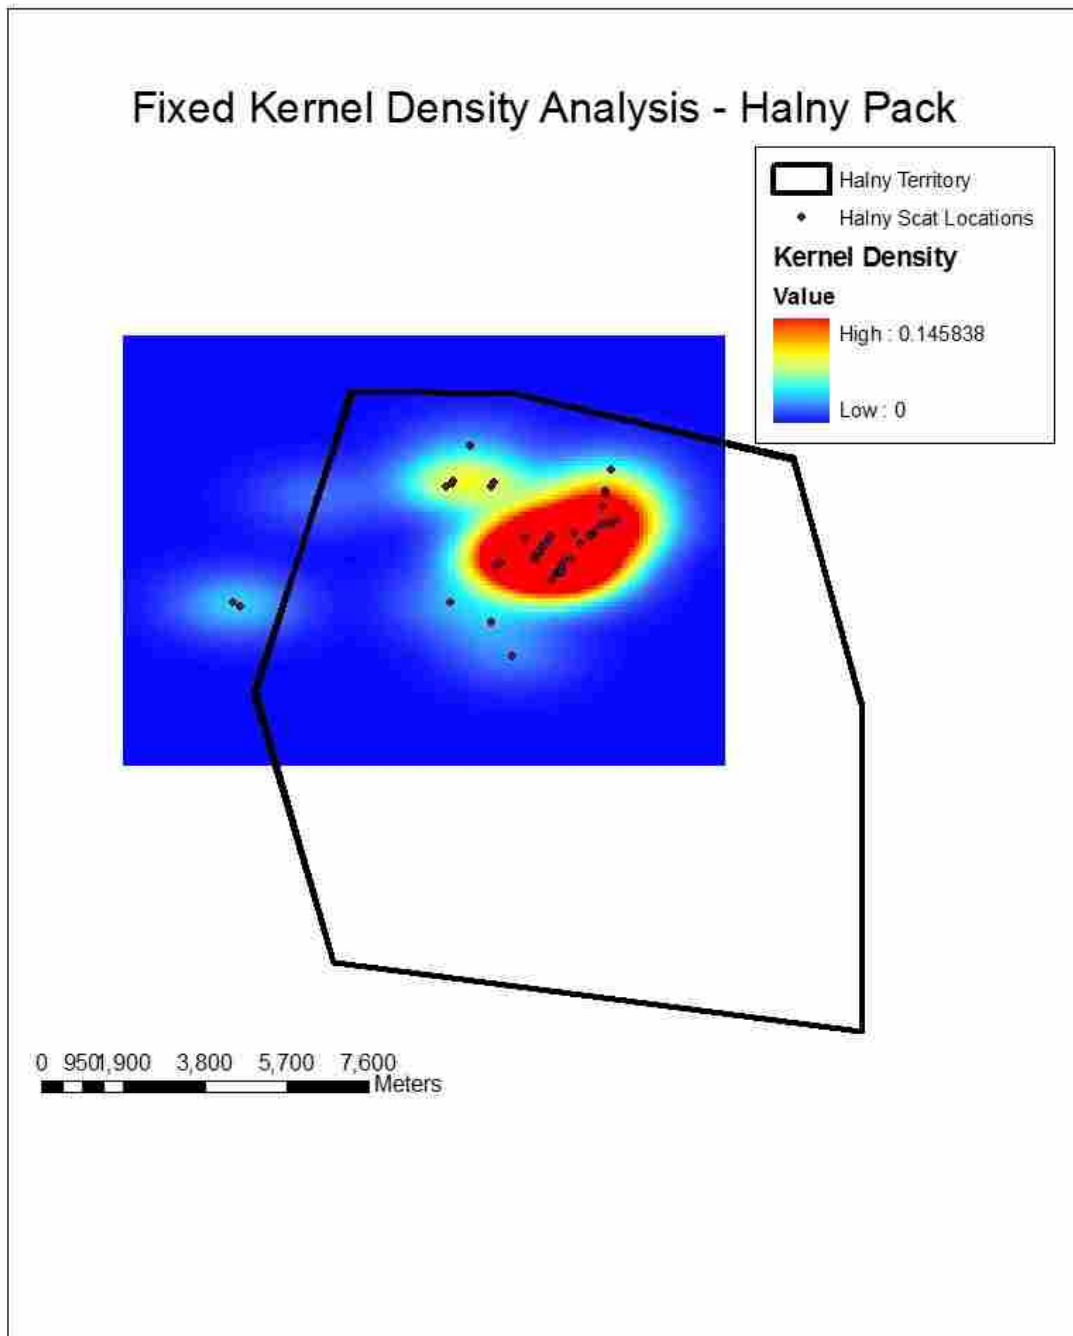 Fixed Kernel Density Analysis - Halny Pack
Halny Territory
Halny Scat Locations
Kernel Density
Value
High : 0.145838
Low : 0
0 950 1,900 3,800 5,700 7,600
Meters